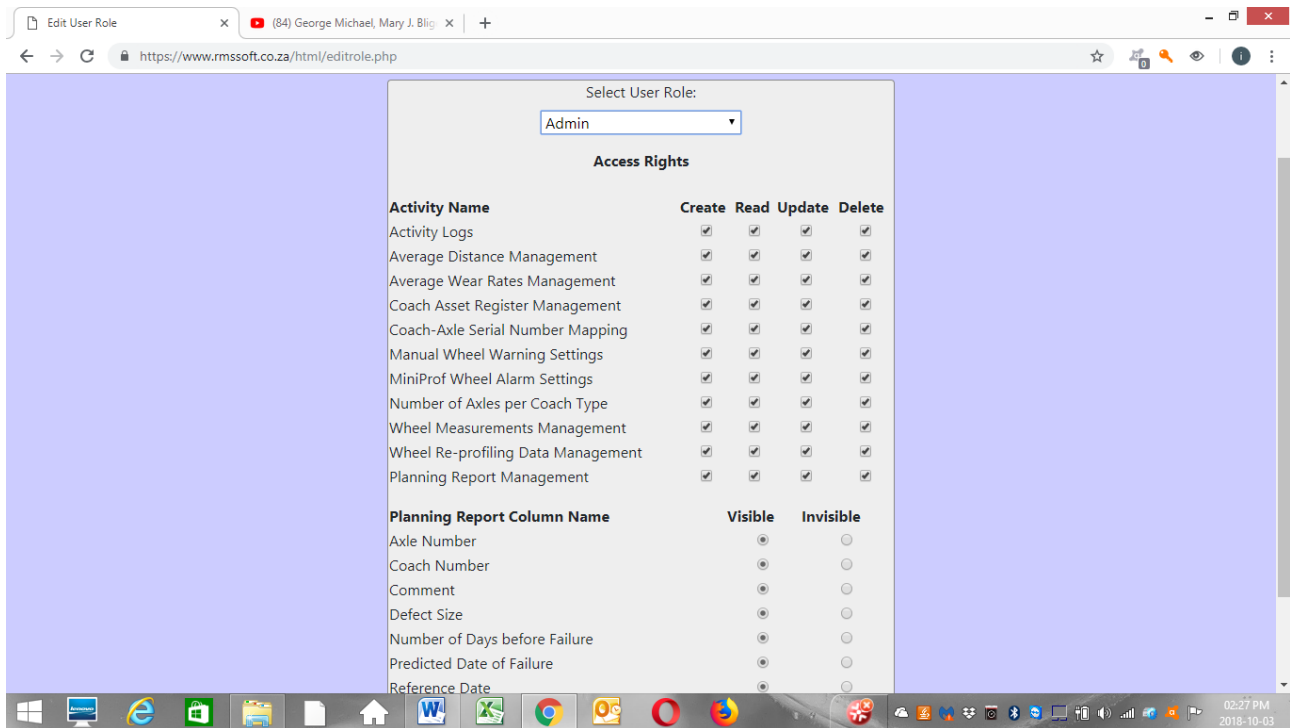 Edit User Role
(84) George Michael, Mary J. Blig
https://www.rmssoft.co.za/html/editrole.php
0
i
Select User Role:
Admin
Access Rights
Activity Name Create Read Update Delete
Activity Logs
Average Distance Management
Average Wear Rates Management
Coach Asset Register Management
Coach-Axle Serial Number Mapping
Manual Wheel Warning Settings
MiniProf Wheel Alarm Settings
Number of Axles per Coach Type
Wheel Measurements Management
Wheel Re-profiling Data Management
Planning Report Management
Planning Report Column Name Visible Invisible
Axle Number
Coach Number
Comment
Defect Size
Number of Days before Failure
Predicted Date of Failure
Reference Date
02:27 PM
2018-10-03